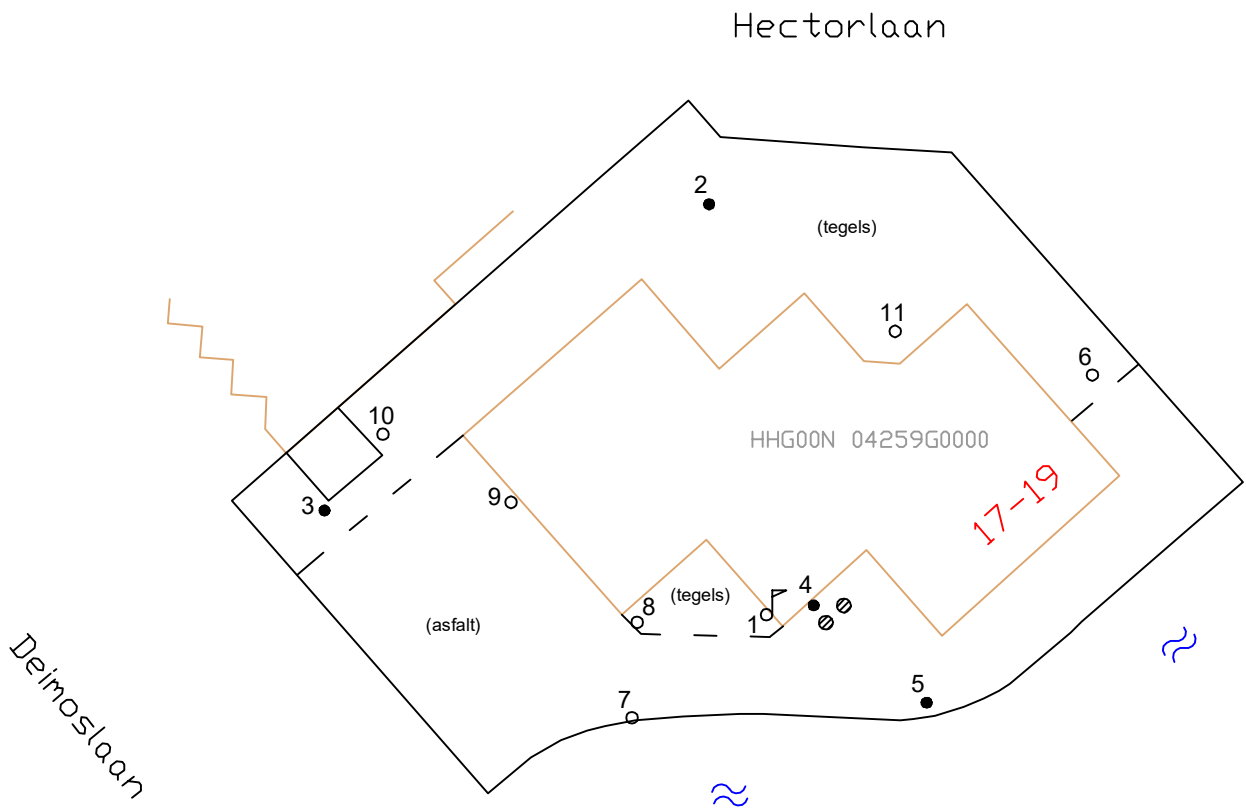 Hectorlaan
2
(tegels)
11
6
10
HHG00N 04259G0000
9
3
17-19
4
(tegels)
8
1
(asfalt)
5
7
Deimoslaan